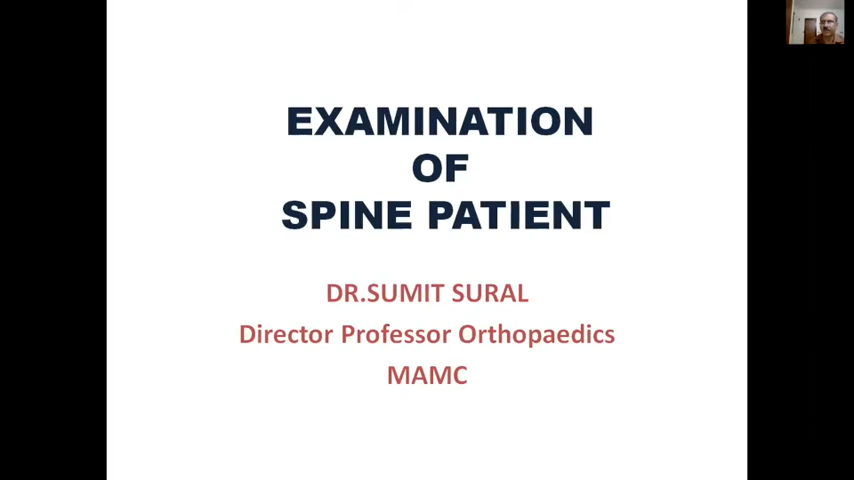 EXAMINATION
OF
SPINE PATIENT
DR.SUMIT SURAL
Director Professor Orthopaedics
MAMC